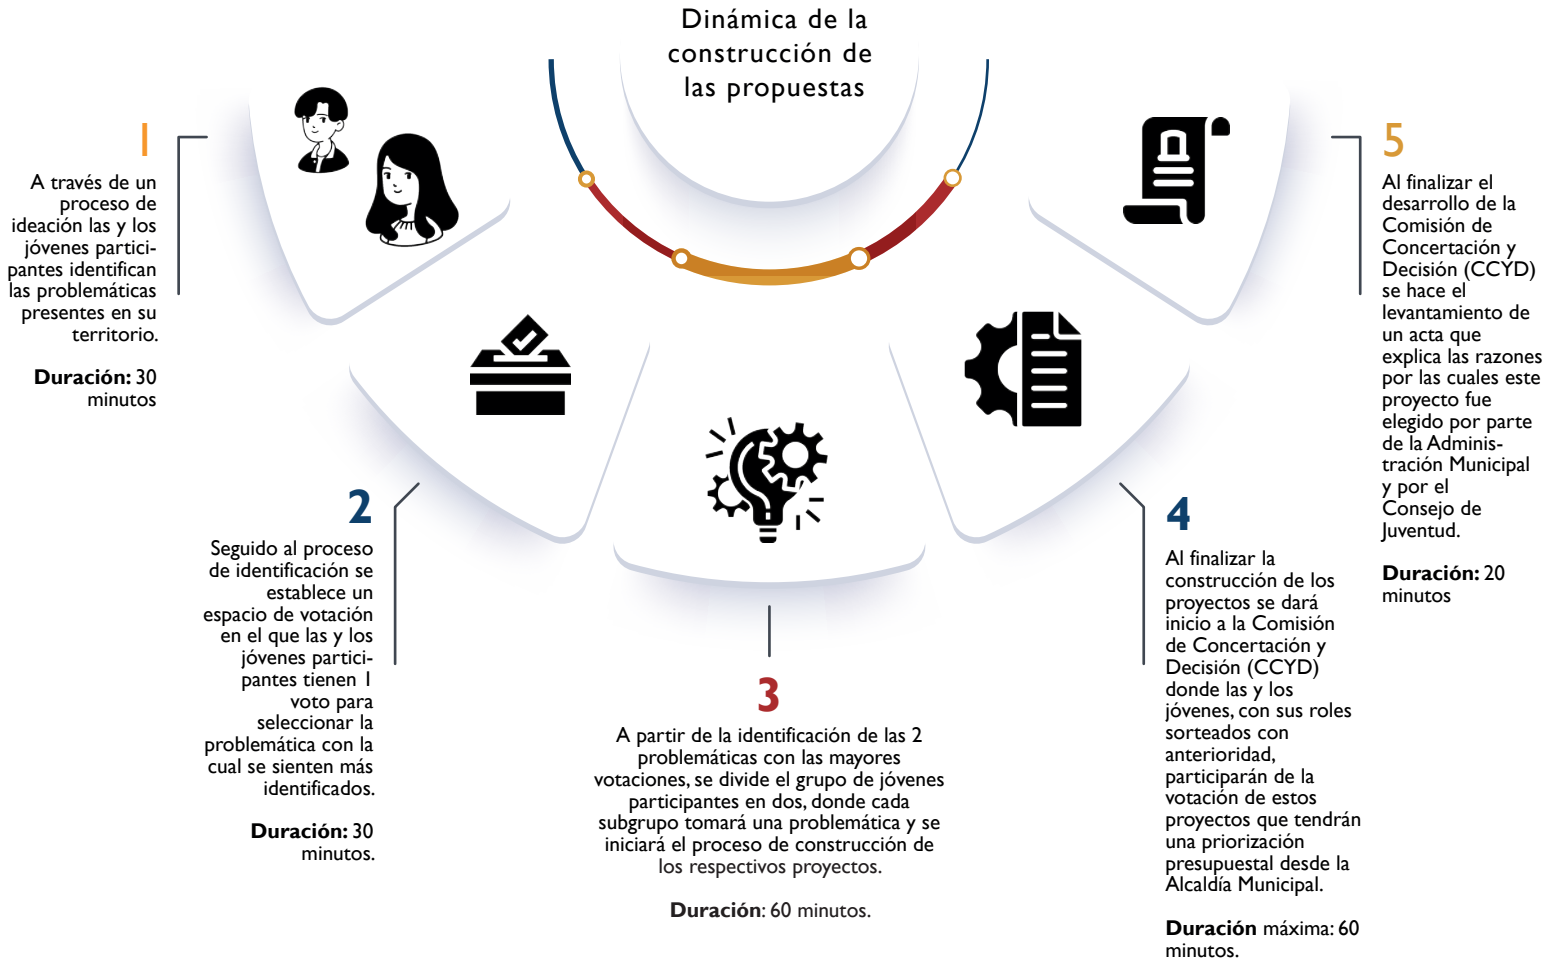 Dinámica de la
construcción de
las propuestas
1
A través de un
proceso de
ideación las y los
jóvenes partici-
pantes identifican
las problemáticas
presentes en su
territorio.
Duración: 30
minutos
2
Seguido al proceso
de identificación se
establece un
espacio de votación
en el que las y los
jóvenes partici-
pantes tienen 1
voto para
seleccionar la
problemática con la
cual se sienten más
identificados.
Duración: 30
minutos.
3
A partir de la identificación de las 2
problemáticas con las mayores
votaciones, se divide el grupo de jóvenes
participantes en dos, donde cada
subgrupo tomará una problemática y se
iniciará el proceso de construcción de
los respectivos proyectos.
Duración: 60 minutos.
4
Al finalizar la
construcción de los
proyectos se dará
inicio a la Comisión
de Concertación y
Decisión (CCYD)
donde las y los
jóvenes, con sus roles
sorteados con
anterioridad,
participarán de la
votación de estos
proyectos que tendrán
una priorización
presupuestal desde la
Alcaldía Municipal.
Duración máxima: 60
minutos.
5
Al finalizar el
desarrollo de la
Comisión de
Concertación y
Decisión (CCYD)
se hace el
levantamiento de
un acta que
explica las razones
por las cuales este
proyecto fue
elegido por parte
de la Adminis-
tración Municipal
y por el
Consejo de
Juventud.
Duración: 20
minutos